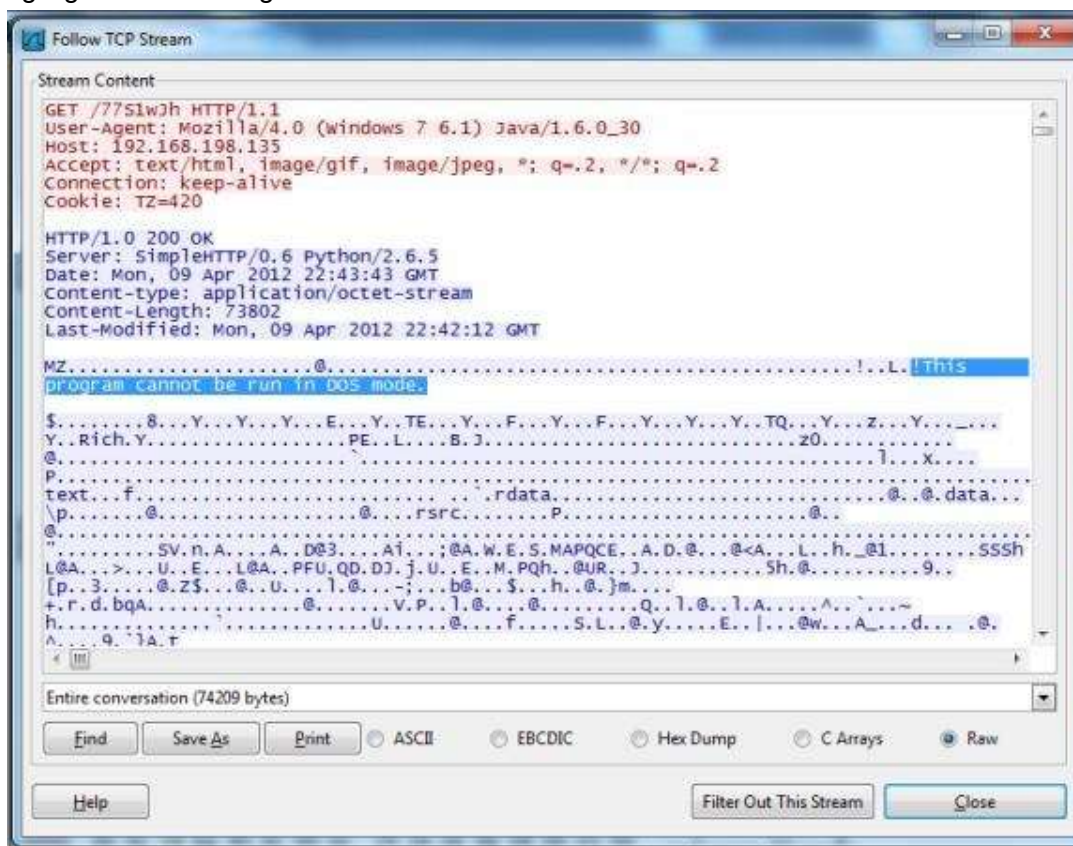 Follow TCP Stream
Stream Content
GET /77S1wJh HTTP/1.1
User-Agent: Mozilla/4.0 (Windows 7 6.1) Java/1.6.0_30
Host: 192.168.198.135
Accept: text/html, image/gif, image/jpeg, *; q=.2, */*; q=.2
Connection: keep-alive
Cookie: TZ=420
HTTP/1.0 200 OK
Server: SimpleHTTP/0.6 Python/2.6.5
Date: Mon, 09 Apr 2012 22:43:43 GMT
Content-type: application/octet-stream
Content-Length: 73802
Last-Modified: Mon, 09 Apr 2012 22:42:12 GMT
MZ......................@...................................................!..L.!This
program cannot be run in DOS mode.
$.........8...Y...Y...Y...E...Y..TE...Y...F...Y...F...Y...Y...Y..TQ...Y...z...Y..._...
Y..Rich.Y....................PE..L....B.J..............................zO.............
@.............................`..................................................l...x....
P.............................................................................................
text...f............................... ..`.rdata...............................@..@.data...
\p.......@...................@....rsrc........P.........................@..
@.............................................................................................
Entire conversation (74209 bytes)
Find
Save As
Print
ASCII
EBCDIC
Hex Dump
C Arrays
Raw
Help
Filter Out This Stream
Close